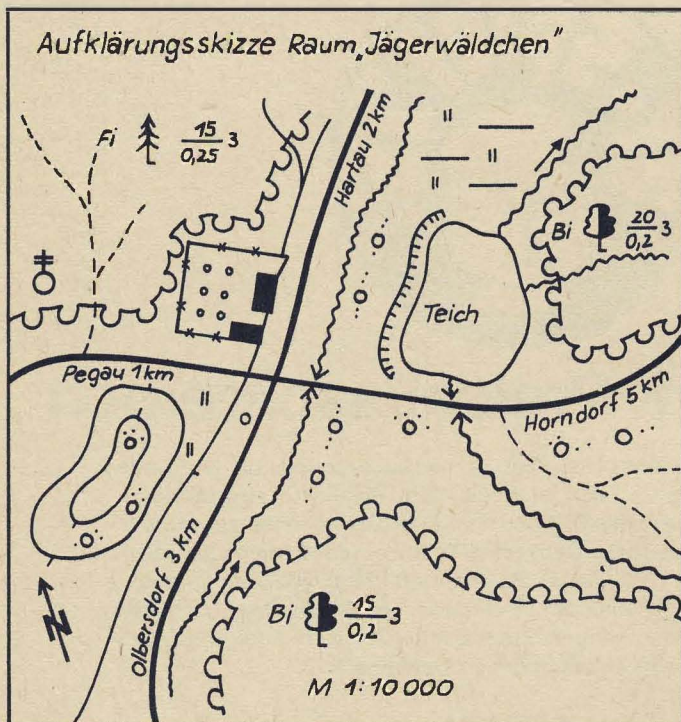 Aufklärungsskizze Raum „Jägerwäldchen"
Fi 15/0,25 3
Hartau 2 km
Bi 20/0,2 3
Teich
Pegau 1 km
Horndorf 5 km
Olbersdorf 3 km
N
Bi 15/0,2 3
M 1:10 000